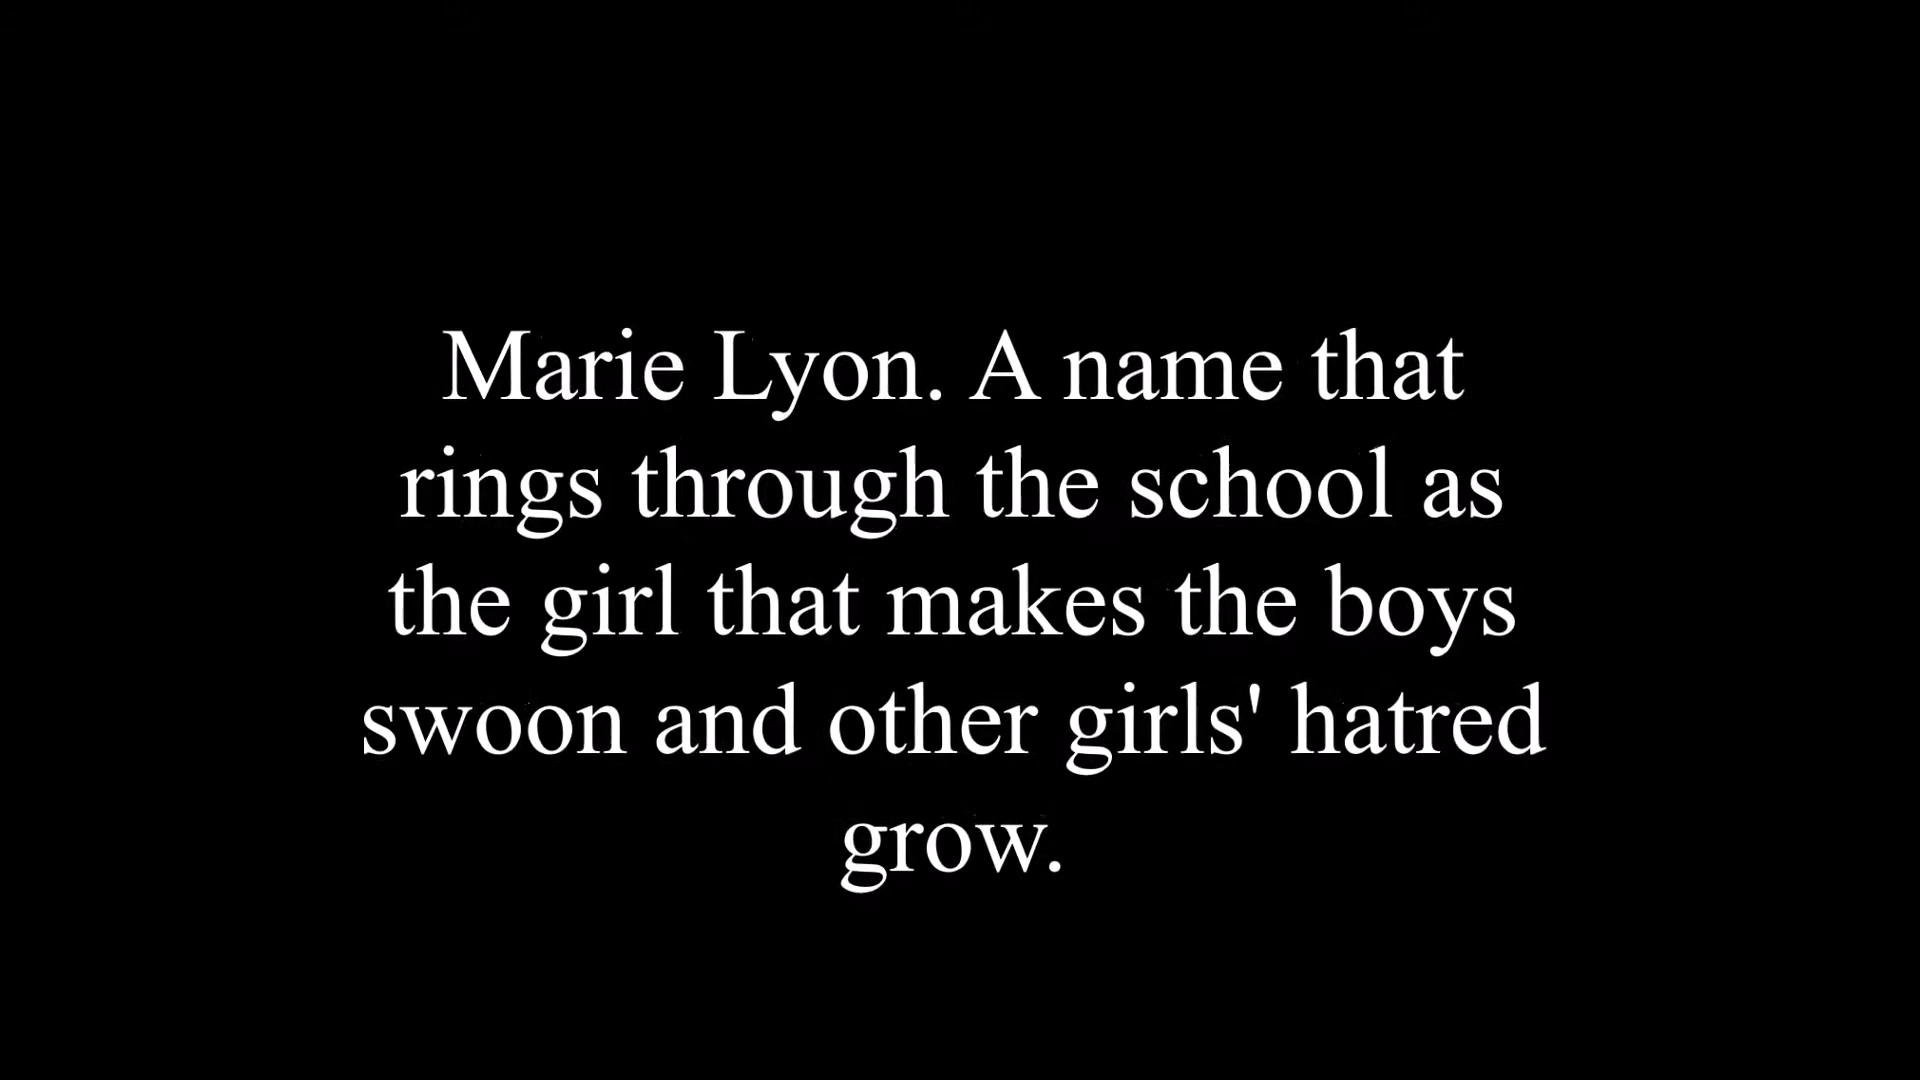 Marie Lyon. A name that
rings through the school as
the girl that makes the boys
swoon and other girls' hatred
grow.